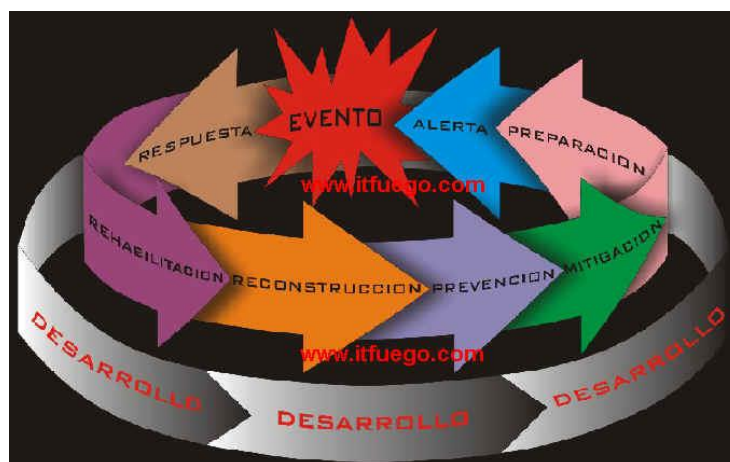 EVENTO
ALERTA
PREPARACION
RESPUESTA
www.itfuego.com
REHABILITACION
RECONSTRUCCION
PREVENCION
MITIGACION
www.itfuego.com
DESARROLLO
DESARROLLO
DESARROLLO